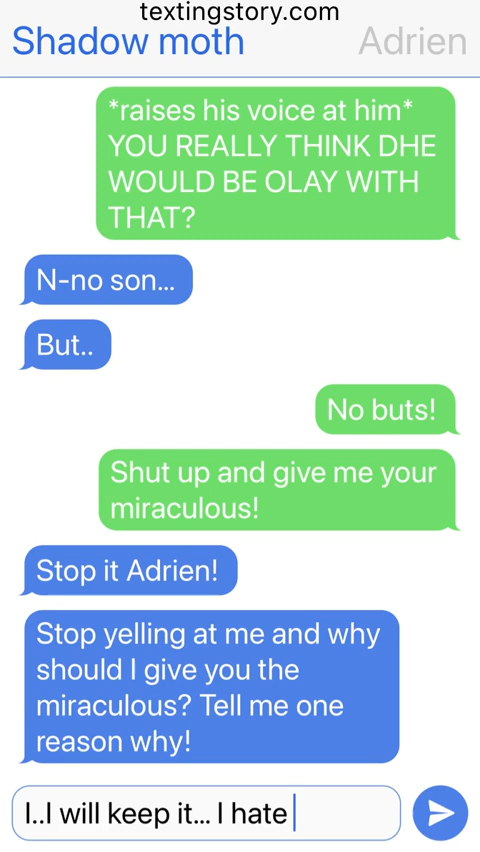 textingstory.com
Shadow moth
Adrien
*raises his voice at him*
YOU REALLY THINK DHE
WOULD BE OLAY WITH
THAT?
N-no son...
But..
No buts!
Shut up and give me your
miraculous!
Stop it Adrien!
Stop yelling at me and why
should I give you the
miraculous? Tell me one
reason why!
I..I will keep it... I hate